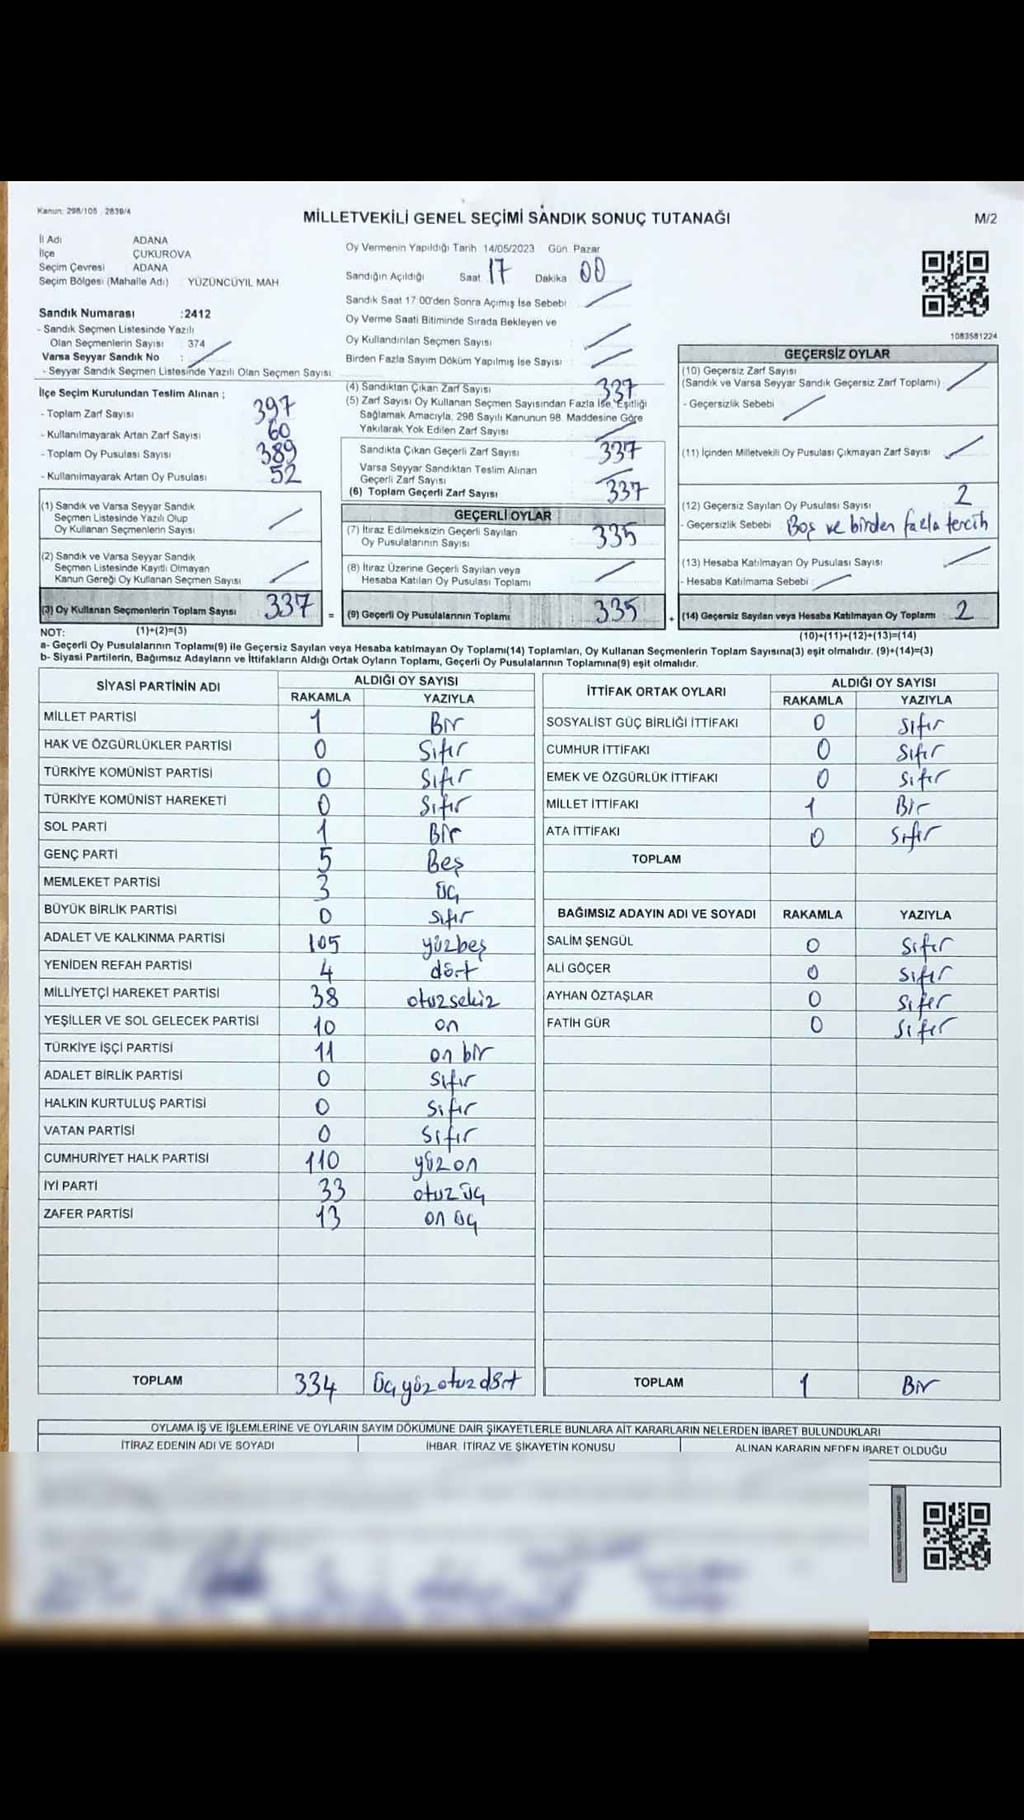 Kanun: 298/105 , 2839/4
MİLLETVEKİLİ GENEL SEÇİMİ SANDIK SONUÇ TUTANAĞI
M/2
İl Adı ADANA
İlçe ÇUKUROVA
Seçim Çevresi ADANA
Seçim Bölgesi (Mahalle Adı) YÜZÜNCÜYIL MAH
Sandık Numarası :2412
- Sandık Seçmen Listesinde Yazılı
Olan Seçmenlerin Sayısı 374
Varsa Seyyar Sandık No :
- Seyyar Sandık Seçmen Listesinde Yazılı Olan Seçmen Sayısı:
İlçe Seçim Kurulundan Teslim Alınan ;
- Toplam Zarf Sayısı 397
- Kullanılmayarak Artan Zarf Sayısı 60
- Toplam Oy Pusulası Sayısı 389
- Kullanılmayarak Artan Oy Pusulası 52
(1) Sandık ve Varsa Seyyar Sandık
Seçmen Listesinde Yazılı Olup
Oy Kullanan Seçmenlerin Sayısı
(2) Sandık ve Varsa Seyyar Sandık
Seçmen Listesinde Kayıtlı Olmayan
Kanun Gereği Oy Kullanan Seçmen Sayısı
(3) Oy Kullanan Seçmenlerin Toplam Sayısı 337 =
Oy Vermenin Yapıldığı Tarih 14/05/2023 Gün. Pazar
Sandığın Açıldığı Saat 17 Dakika 00
Sandık Saat 17:00'den Sonra Açımış İse Sebebi :
Oy Verme Saati Bitiminde Sırada Bekleyen ve
Oy Kullandırılan Seçmen Sayısı :
Birden Fazla Sayım Döküm Yapılmış İse Sayısı :
(4) Sandıktan Çıkan Zarf Sayısı 337
(5) Zarf Sayısı Oy Kullanan Seçmen Sayısından Fazla İse, Eşitliği
Sağlamak Amacıyla, 298 Sayılı Kanunun 98. Maddesine Göre
Yakılarak Yok Edilen Zarf Sayısı
Sandıkta Çıkan Geçerli Zarf Sayısı 337
Varsa Seyyar Sandıktan Teslim Alınan
Geçerli Zarf Sayısı
(6) Toplam Geçerli Zarf Sayısı 337
GEÇERLİ OYLAR
(7) İtiraz Edilmeksizin Geçerli Sayılan
Oy Pusulalarının Sayısı 335
(8) İtiraz Üzerine Geçerli Sayılan veya
Hesaba Katılan Oy Pusulası Toplamı
(9) Geçerli Oy Pusulalarının Toplamı 335 +
1083581224
GEÇERSİZ OYLAR
(10) Geçersiz Zarf Sayısı
(Sandık ve Varsa Seyyar Sandık Geçersiz Zarf Toplamı)
- Geçersizlik Sebebi :
(11) İçinden Milletvekili Oy Pusulası Çıkmayan Zarf Sayısı
(12) Geçersiz Sayılan Oy Pusulası Sayısı 2
- Geçersizlik Sebebi Boş ve birden fazla tercih
(13) Hesaba Katılmayan Oy Pusulası Sayısı
- Hesaba Katılmama Sebebi :
(14) Geçersiz Sayılan veya Hesaba Katılmayan Oy Toplamı 2
NOT: (1)+(2)=(3)
(10)+(11)+(12)+(13)=(14)
a- Geçerli Oy Pusulalarının Toplamı(9) ile Geçersiz Sayılan veya Hesaba katılmayan Oy Toplamı(14) Toplamları, Oy Kullanan Seçmenlerin Toplam Sayısına(3) eşit olmalıdır. (9)+(14)=(3)
b- Siyasi Partilerin, Bağımsız Adayların ve İttifakların Aldığı Ortak Oyların Toplamı, Geçerli Oy Pusulalarının Toplamına(9) eşit olmalıdır.
SİYASİ PARTİNİN ADI ALDIĞI OY SAYISI
RAKAMLA YAZIYLA
MİLLET PARTİSİ 1 Bir
HAK VE ÖZGÜRLÜKLER PARTİSİ 0 Sıfır
TÜRKİYE KOMÜNİST PARTİSİ 0 Sıfır
TÜRKİYE KOMÜNİST HAREKETİ 0 Sıfır
SOL PARTİ 1 Bir
GENÇ PARTİ 5 Beş
MEMLEKET PARTİSİ 3 üç
BÜYÜK BİRLİK PARTİSİ 0 sıfır
ADALET VE KALKINMA PARTİSİ 105 yüzbeş
YENİDEN REFAH PARTİSİ 4 dört
MİLLİYETÇİ HAREKET PARTİSİ 38 otuzsekiz
YEŞİLLER VE SOL GELECEK PARTİSİ 10 on
TÜRKİYE İŞÇİ PARTİSİ 11 on bir
ADALET BİRLİK PARTİSİ 0 Sıfır
HALKIN KURTULUŞ PARTİSİ 0 Sıfır
VATAN PARTİSİ 0 Sıfır
CUMHURİYET HALK PARTİSİ 110 yüz on
İYİ PARTİ 33 otuz üç
ZAFER PARTİSİ 13 on üç
TOPLAM 334 üç yüz otuz dört
İTTİFAK ORTAK OYLARI ALDIĞI OY SAYISI
RAKAMLA YAZIYLA
SOSYALİST GÜÇ BİRLİĞİ İTTİFAKI 0 Sıfır
CUMHUR İTTİFAKI 0 Sıfır
EMEK VE ÖZGÜRLÜK İTTİFAKI 0 Sıfır
MİLLET İTTİFAKI 1 Bir
ATA İTTİFAKI 0 Sıfır
TOPLAM
BAĞIMSIZ ADAYIN ADI VE SOYADI RAKAMLA YAZIYLA
SALİM ŞENGÜL 0 Sıfır
ALİ GÖÇER 0 Sıfır
AYHAN ÖZTAŞLAR 0 Sıfır
FATİH GÜR 0 Sıfır
TOPLAM 1 Bir
OYLAMA İŞ VE İŞLEMLERİNE VE OYLARIN SAYIM DÖKÜMÜNE DAİR ŞİKAYETLERLE BUNLARA AİT KARARLARIN NELERDEN İBARET BULUNDUKLARI
İTİRAZ EDENİN ADI VE SOYADI İHBAR, İTİRAZ VE ŞİKAYETİN KONUSU ALINAN KARARIN NEDEN İBARET OLDUĞU